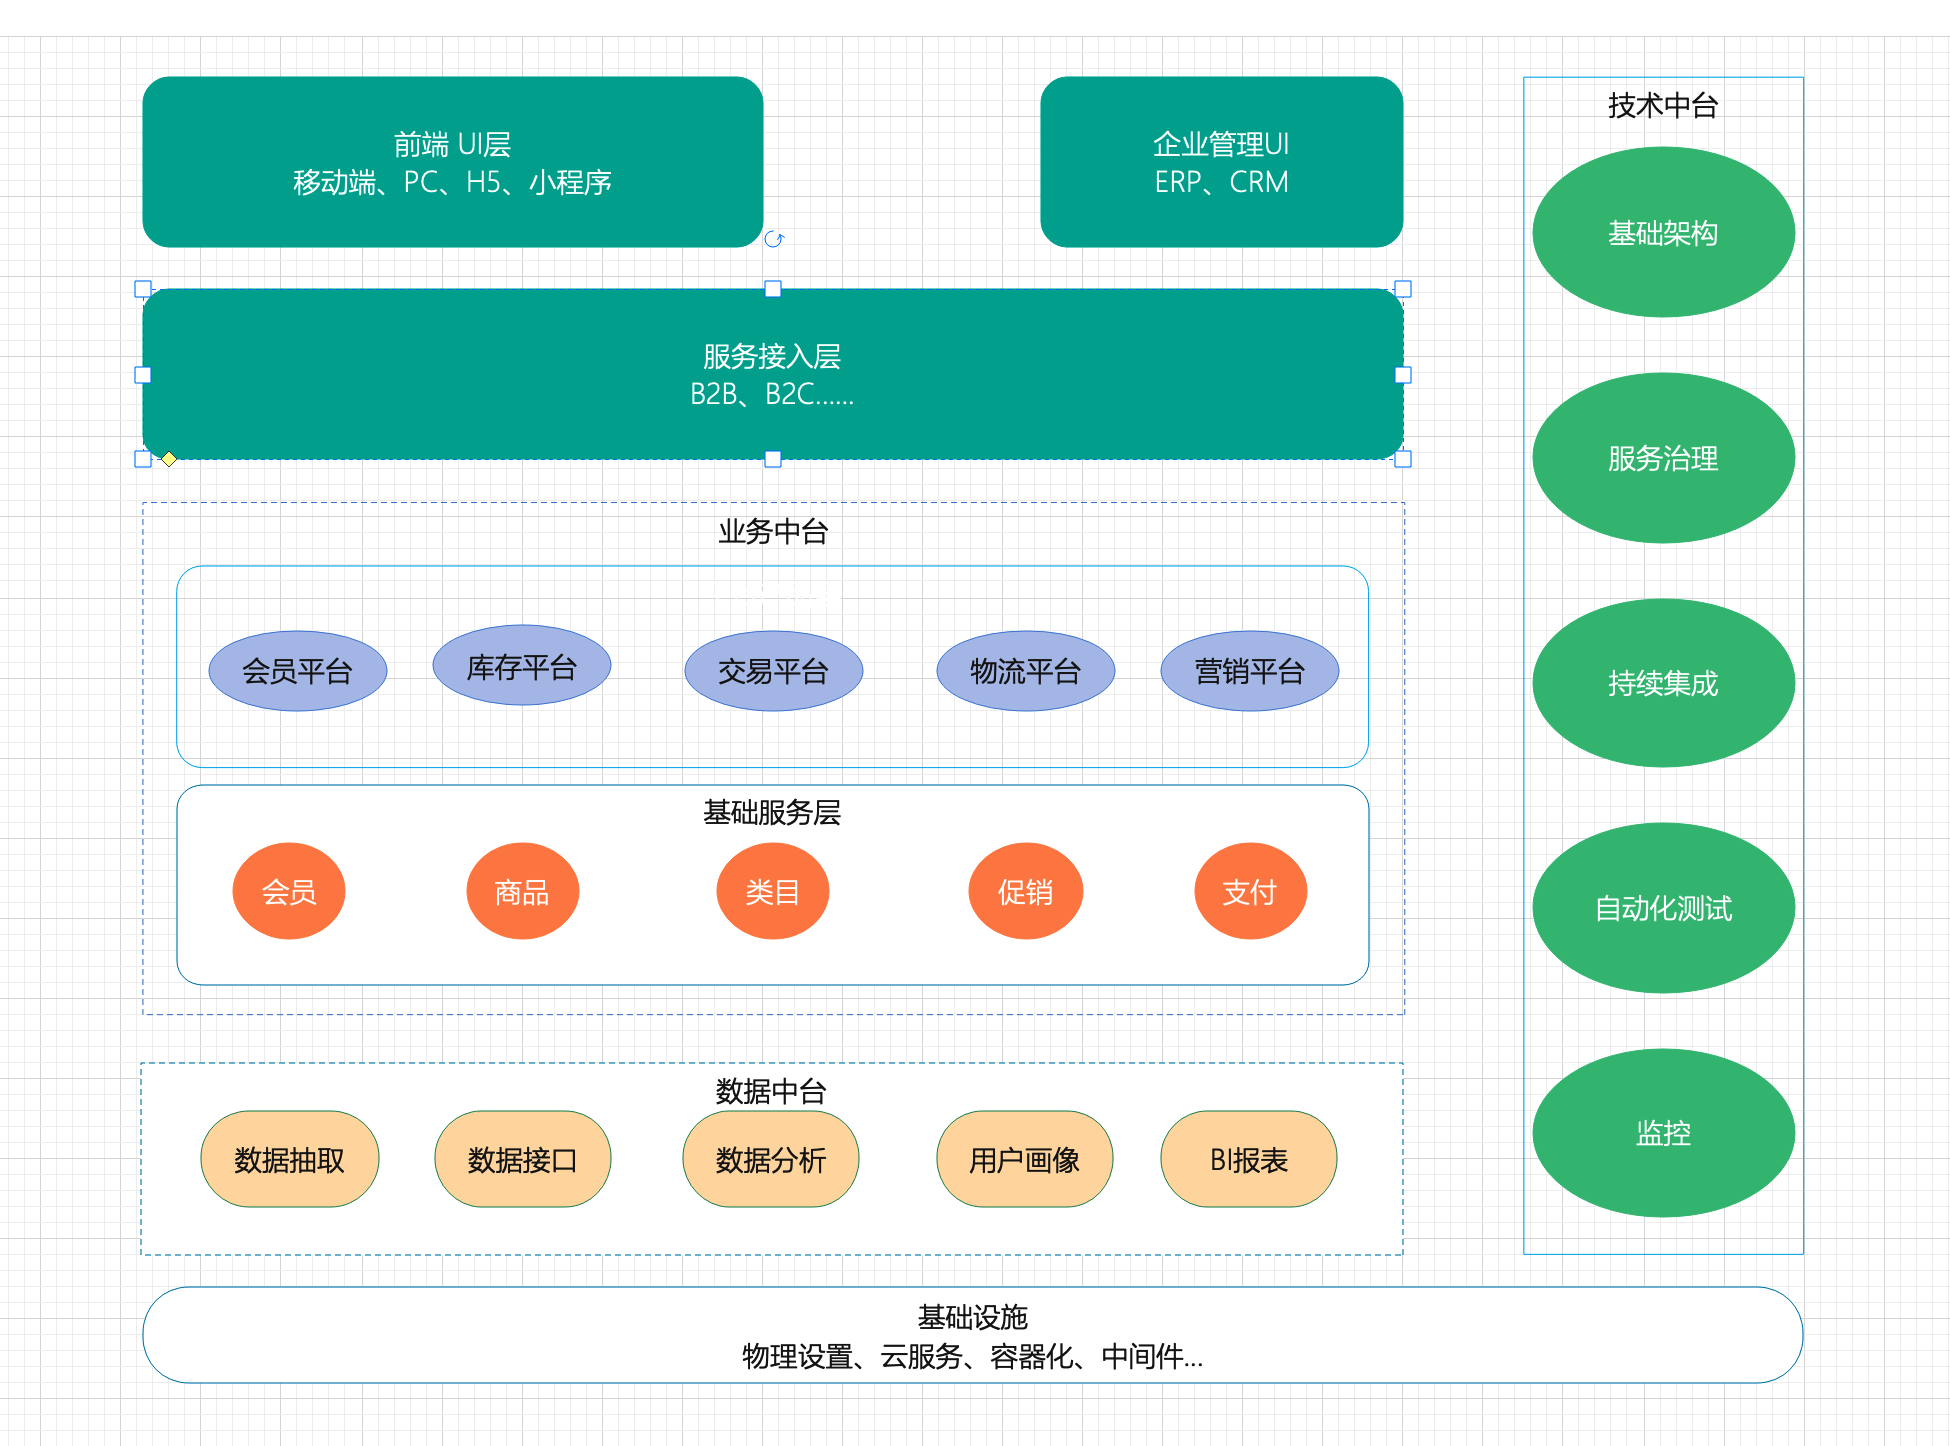 前端 UI层
移动端、PC、H5、小程序
企业管理UI
ERP、CRM
服务接入层
B2B、B2C......
业务中台
会员平台
库存平台
交易平台
物流平台
营销平台
基础服务层
会员
商品
类目
促销
支付
数据中台
数据抽取
数据接口
数据分析
用户画像
BI报表
技术中台
基础架构
服务治理
持续集成
自动化测试
监控
基础设施
物理设置、云服务、容器化、中间件...